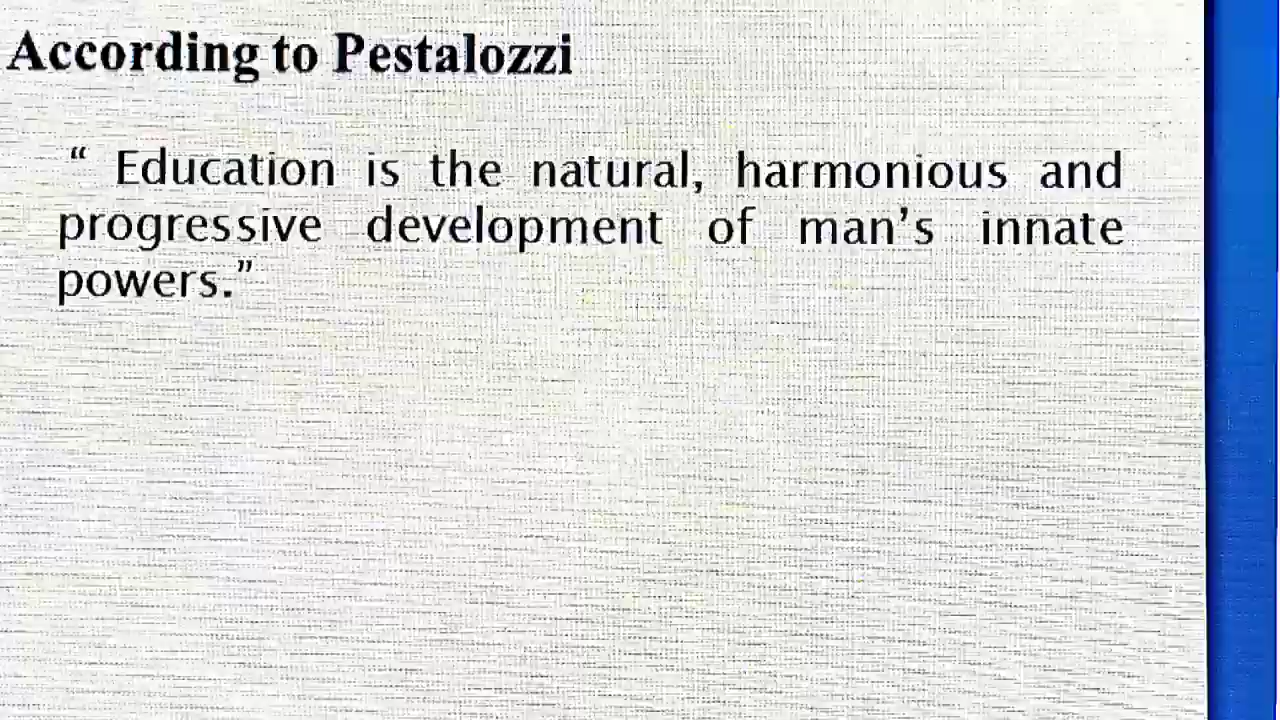 According to Pestalozzi
“ Education is the natural, harmonious and
progressive development of man’s innate
powers.”